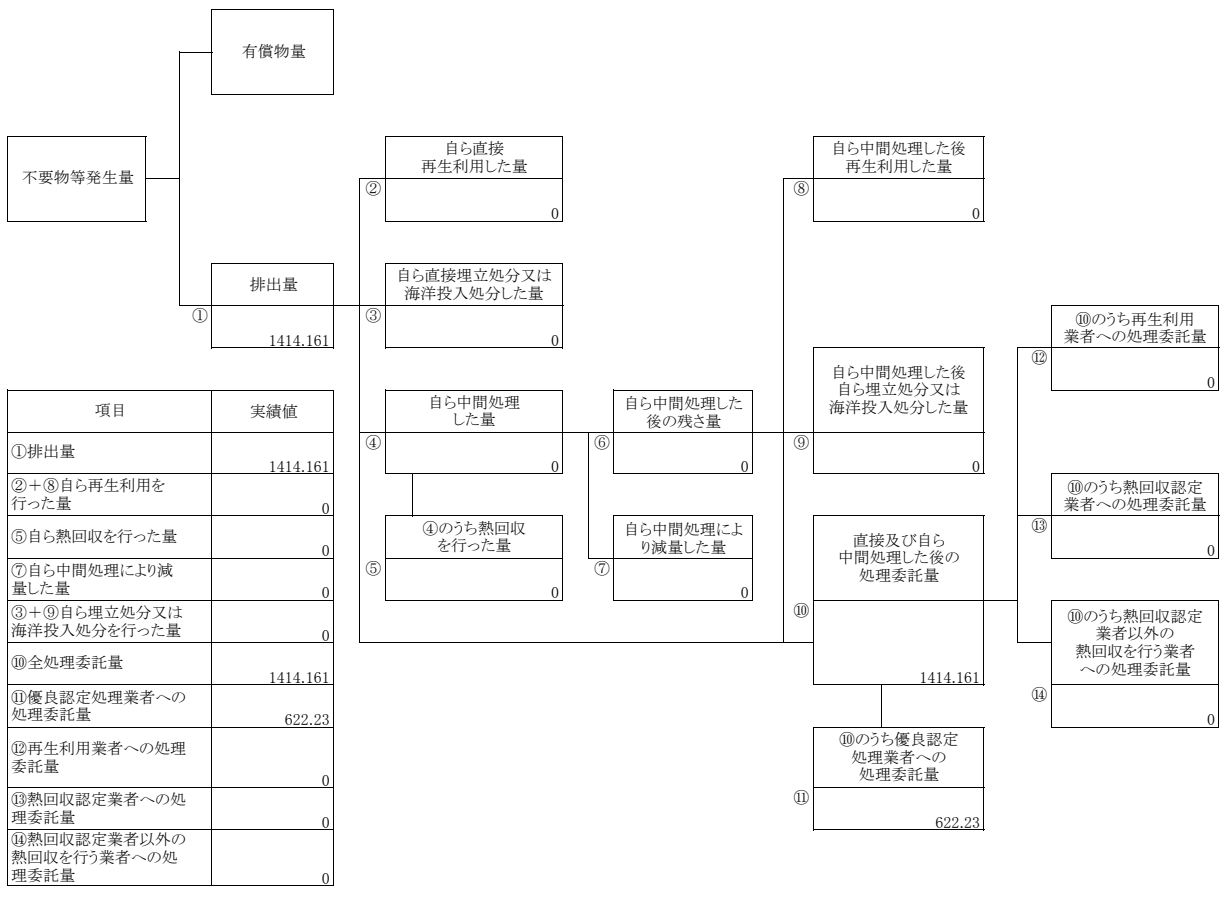 有償物量
不要物等発生量
自ら直接
再生利用した量
②
0
自ら中間処理した後
再生利用した量
⑧
0
排出量
①
1414.161
自ら直接埋立処分又は
海洋投入処分した量
③
0
⑩のうち再生利用
業者への処理委託量
⑫
0
自ら中間処理
した量
④
0
自ら中間処理した
後の残さ量
⑥
0
自ら中間処理した後
自ら埋立処分又は
海洋投入処分した量
⑨
0
④のうち熱回収
を行った量
⑤
0
自ら中間処理によ
り減量した量
⑦
0
直接及び自ら
中間処理した後の
処理委託量
⑩
1414.161
⑩のうち熱回収認定
業者への処理委託量
⑬
0
⑩のうち熱回収認定
業者以外の
熱回収を行う業者
への処理委託量
⑭
0
⑩のうち優良認定
処理業者への
処理委託量
⑪
622.23
項目 実績値
①排出量
1414.161
②＋⑧自ら再生利用を
行った量
0
⑤自ら熱回収を行った量
0
⑦自ら中間処理により減
量した量
0
③＋⑨自ら埋立処分又は
海洋投入処分を行った量
0
⑩全処理委託量
1414.161
⑪優良認定処理業者への
処理委託量
622.23
⑫再生利用業者への処理
委託量
0
⑬熱回収認定業者への処
理委託量
0
⑭熱回収認定業者以外の
熱回収を行う業者への処
理委託量
0